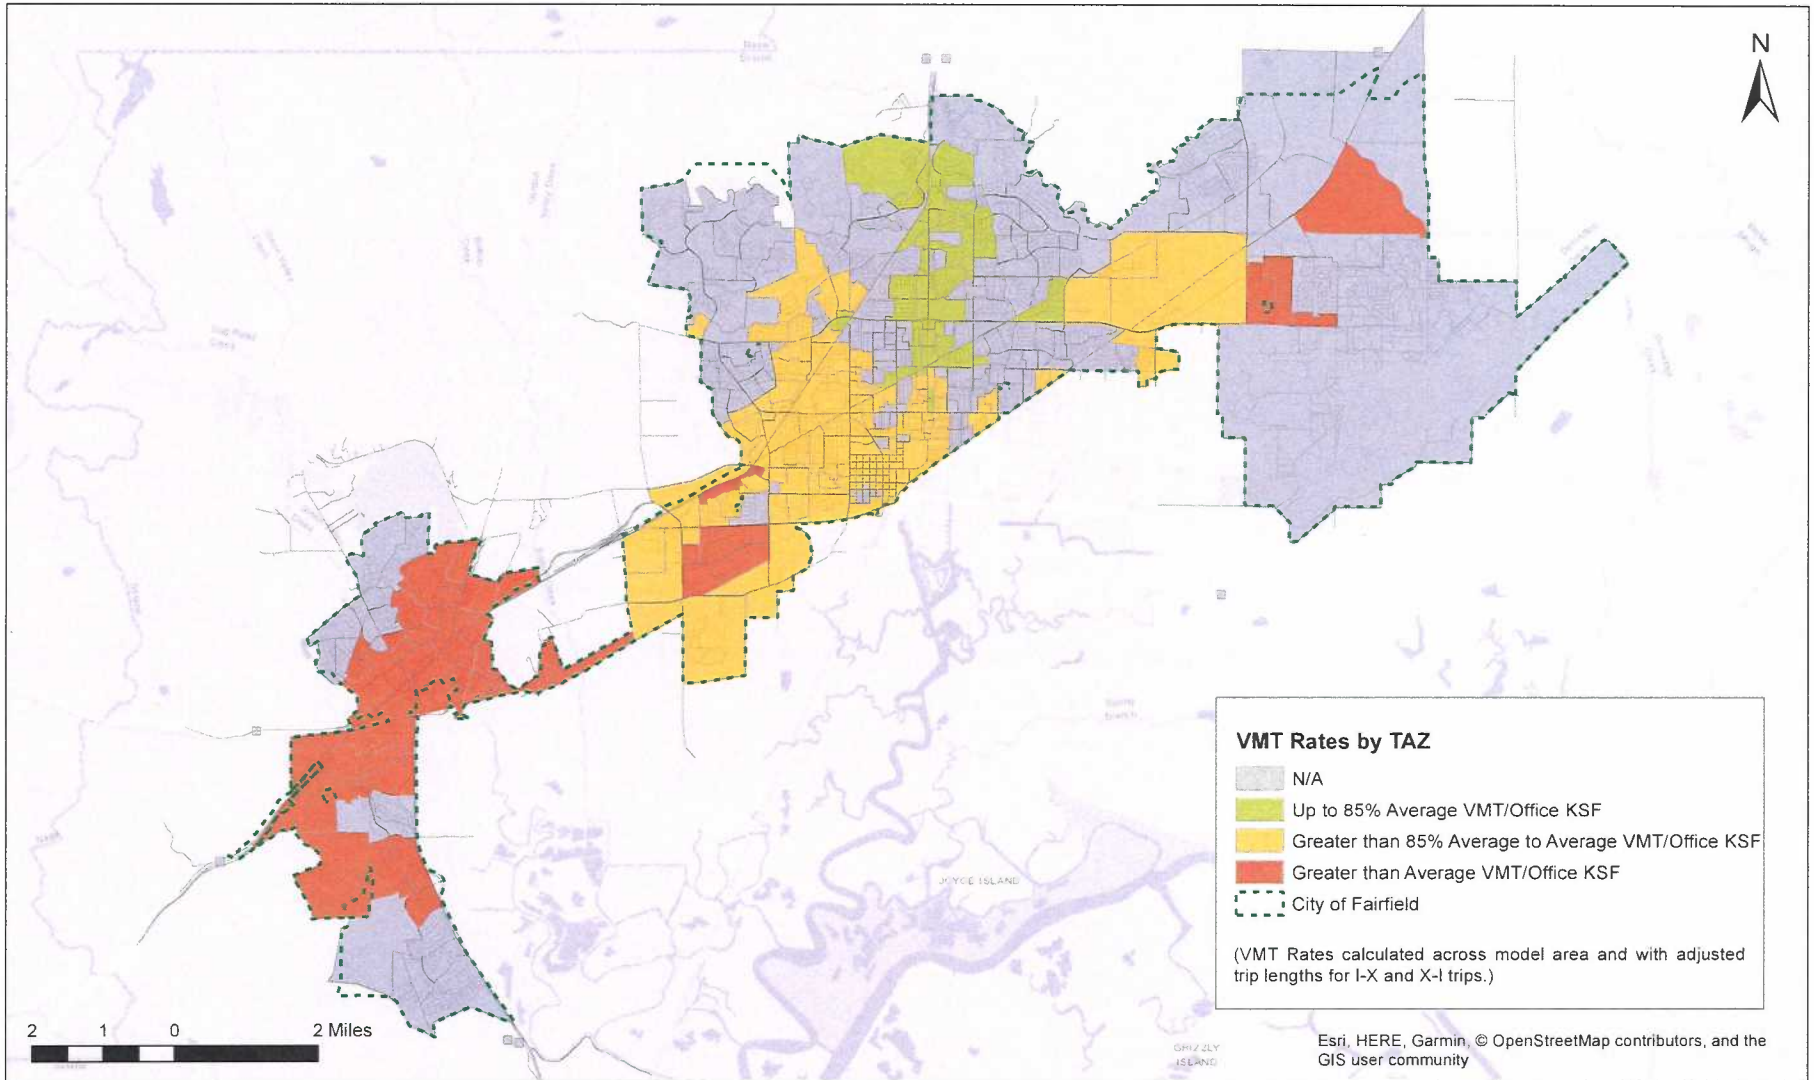 N
VMT Rates by TAZ
N/A
Up to 85% Average VMT/Office KSF
Greater than 85% Average to Average VMT/Office KSF
Greater than Average VMT/Office KSF
City of Fairfield
(VMT Rates calculated across model area and with adjusted
trip lengths for I-X and X-I trips.)
JOYCE ISLAND
2 1 0 2 Miles
GRIZZLY
ISLAND
Esri, HERE, Garmin, © OpenStreetMap contributors, and the
GIS user community